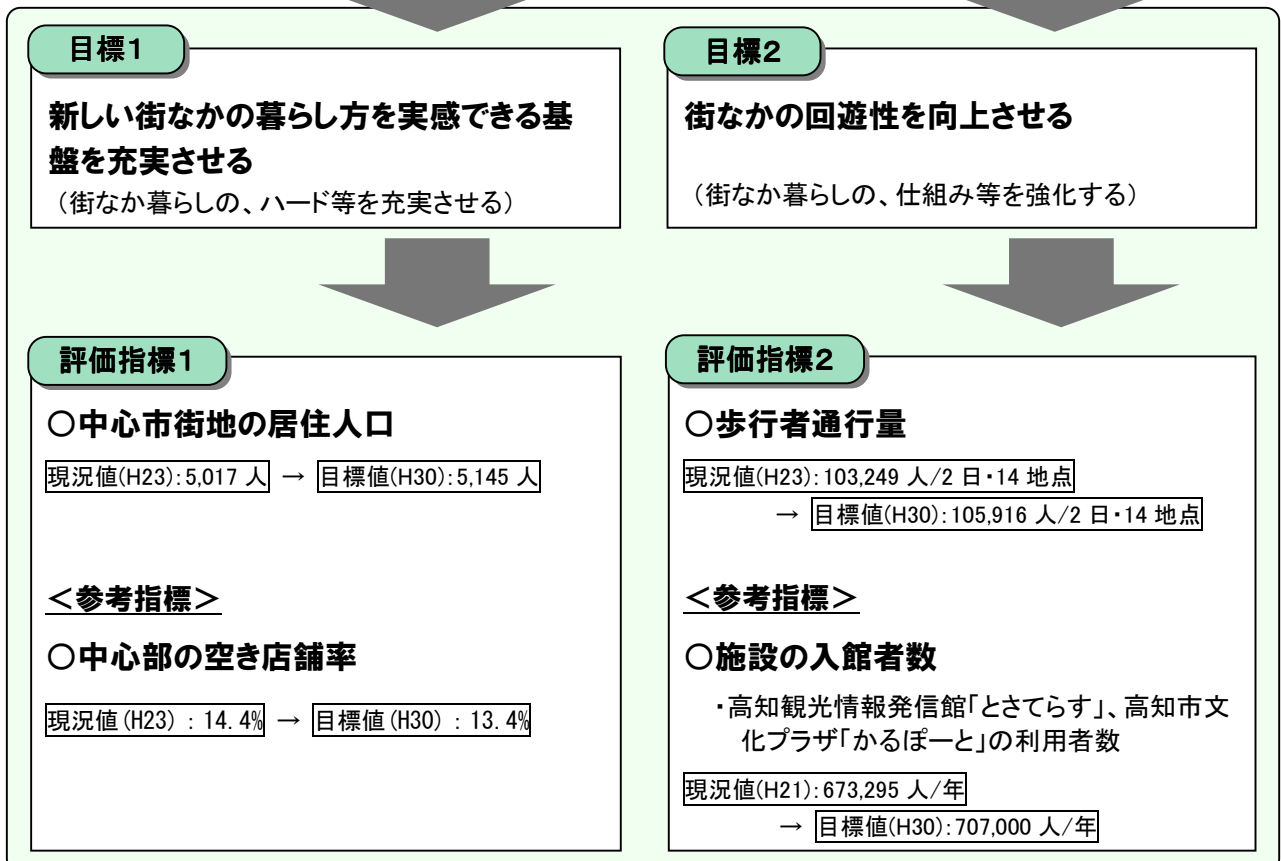 目標1
新しい街なかの暮らし方を実感できる基
盤を充実させる
（街なか暮らしの、ハード等を充実させる）
評価指標1
○中心市街地の居住人口
現況値(H23):5,017 人 → 目標値(H30):5,145 人
＜参考指標＞
○中心部の空き店舗率
現況値(H23) : 14.4% → 目標値(H30) : 13.4%
目標2
街なかの回遊性を向上させる
（街なか暮らしの、仕組み等を強化する）
評価指標2
○歩行者通行量
現況値(H23):103,249 人/2 日・14 地点
→ 目標値(H30):105,916 人/2 日・14 地点
＜参考指標＞
○施設の入館者数
・高知観光情報発信館「とさてらす」、高知市文
化プラザ「かるぽーと」の利用者数
現況値(H21):673,295 人/年
→ 目標値(H30):707,000 人/年